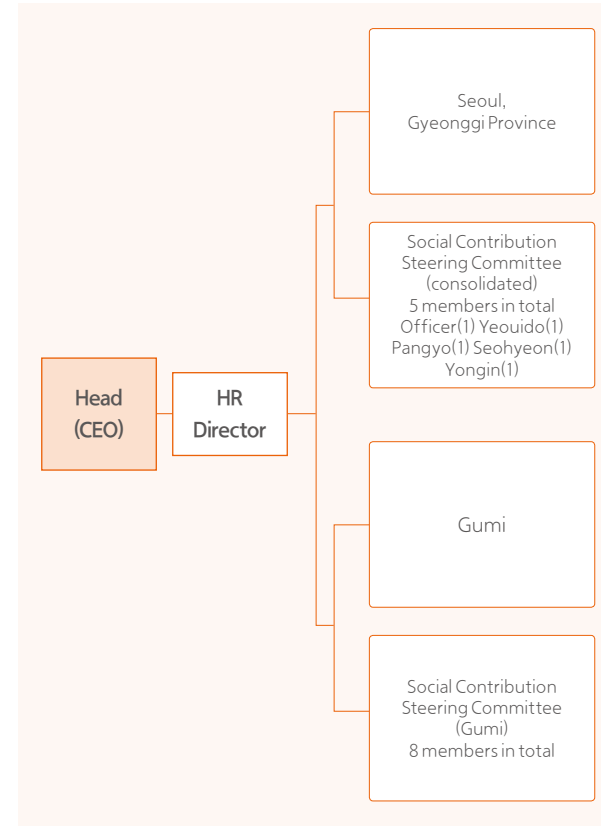 Head
(CEO)
HR
Director
Seoul,
Gyeonggi Province
Social Contribution
Steering Committee
(consolidated)
5 members in total
Officer(1) Yeouido(1)
Pangyo(1) Seohyeon(1)
Yongin(1)
Gumi
Social Contribution
Steering Committee
(Gumi)
8 members in total